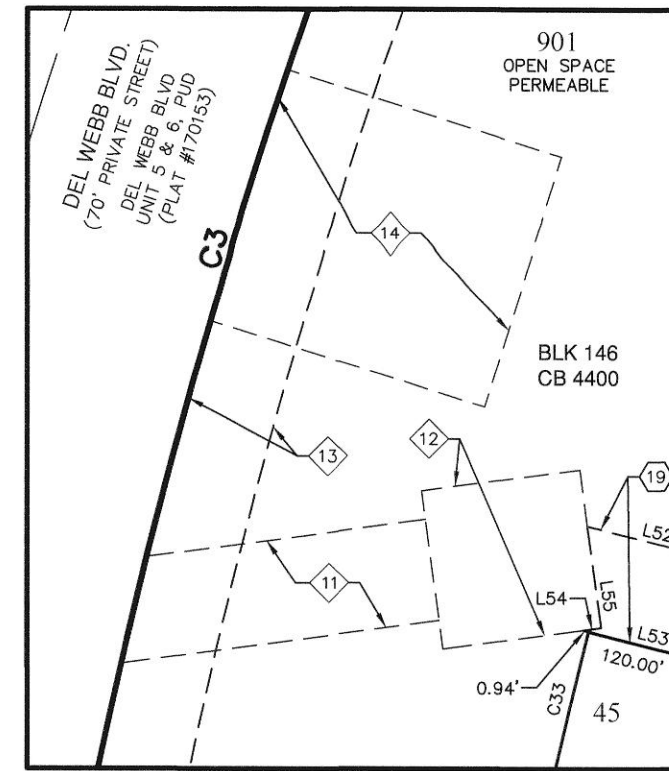 901
OPEN SPACE
PERMEABLE
DEL WEBB BLVD.
(70' PRIVATE STREET)
DEL WEBB BLVD
UNIT 5 & 6, PUD
(PLAT #170153)
C3
14
BLK 146
CB 4400
12
13
19
L52
11
L54
L55
L53
120.00'
0.94'
C33
45